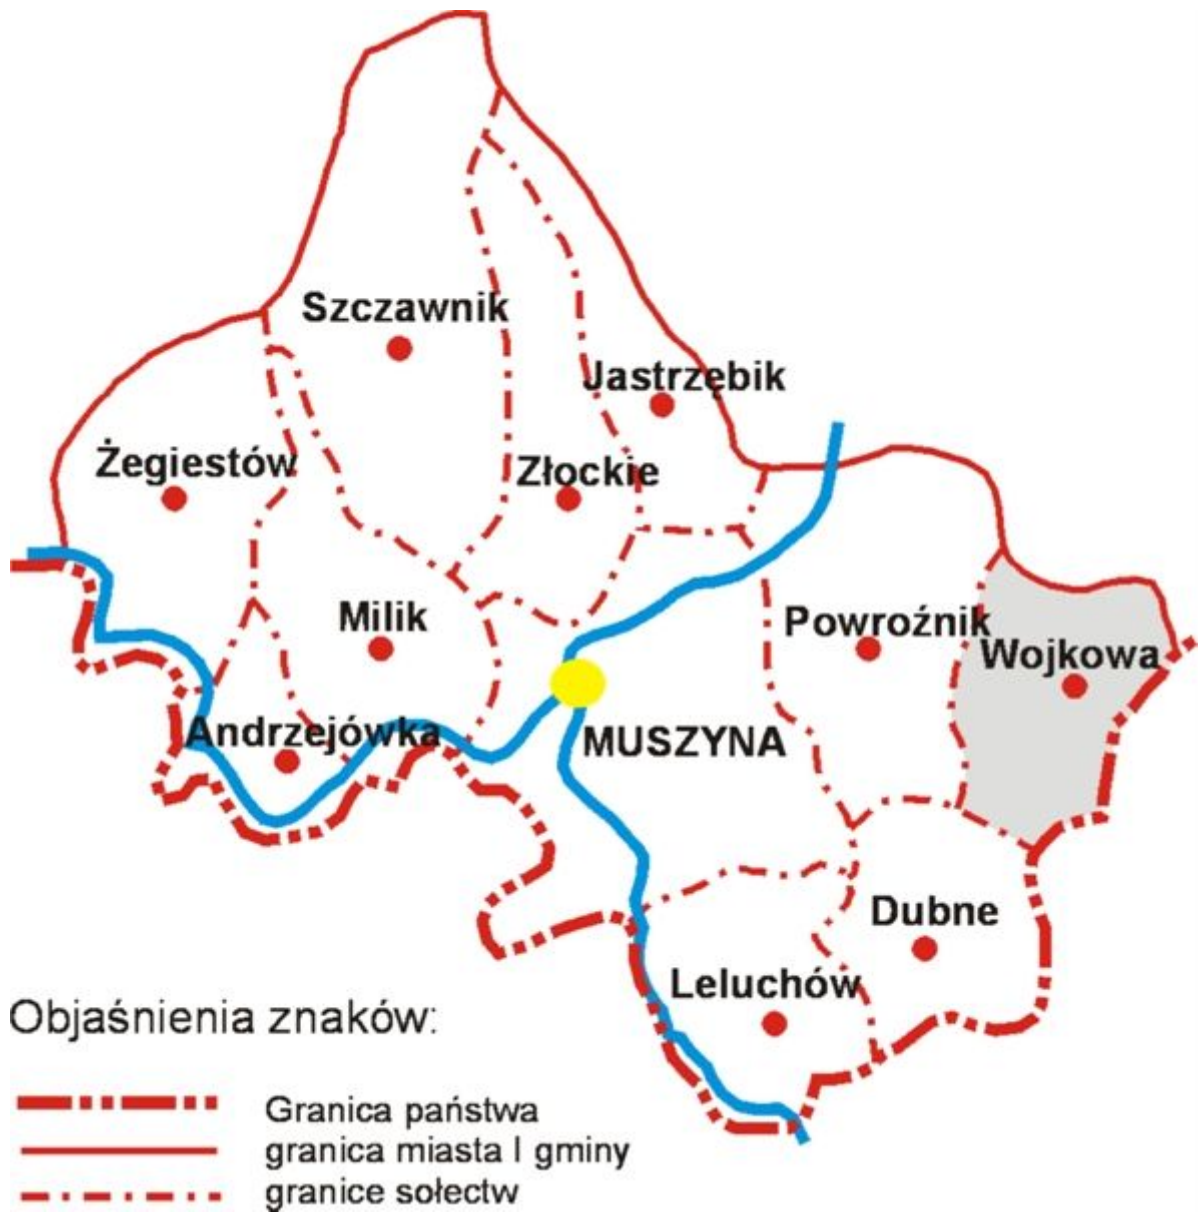 Szczawnik
Jastrzębik
Żegiestów
Złockie
Milik
Powroźnik
Wojkowa
Andrzejówka
MUSZYNA
Dubne
Leluchów
Objaśnienia znaków:
Granica państwa
granica miasta I gminy
granice sołectw